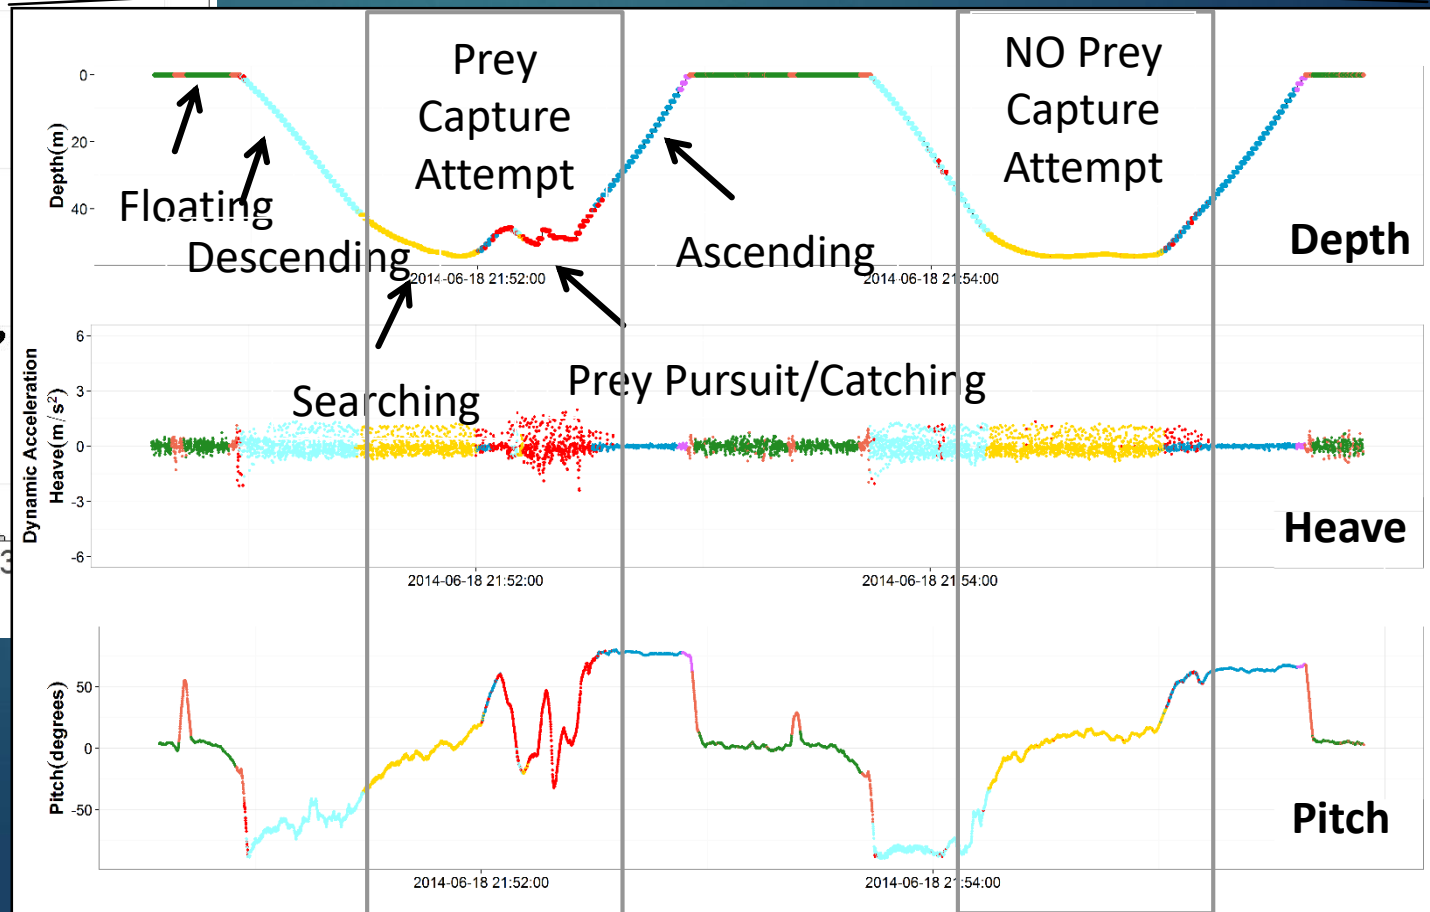 Prey
Capture
Attempt
NO Prey
Capture
Attempt
0
20
40
Depth(m)
Floating
Descending
Ascending
Depth
2014-06-18 21:52:00
2014-06-18 21:54:00
Searching
Prey Pursuit/Catching
6
3
0
-3
-6
Dynamic Acceleration
Heave(m/s²)
Heave
2014-06-18 21:52:00
2014-06-18 21:54:00
50
0
-50
Pitch(degrees)
Pitch
2014-06-18 21:52:00
2014-06-18 21:54:00